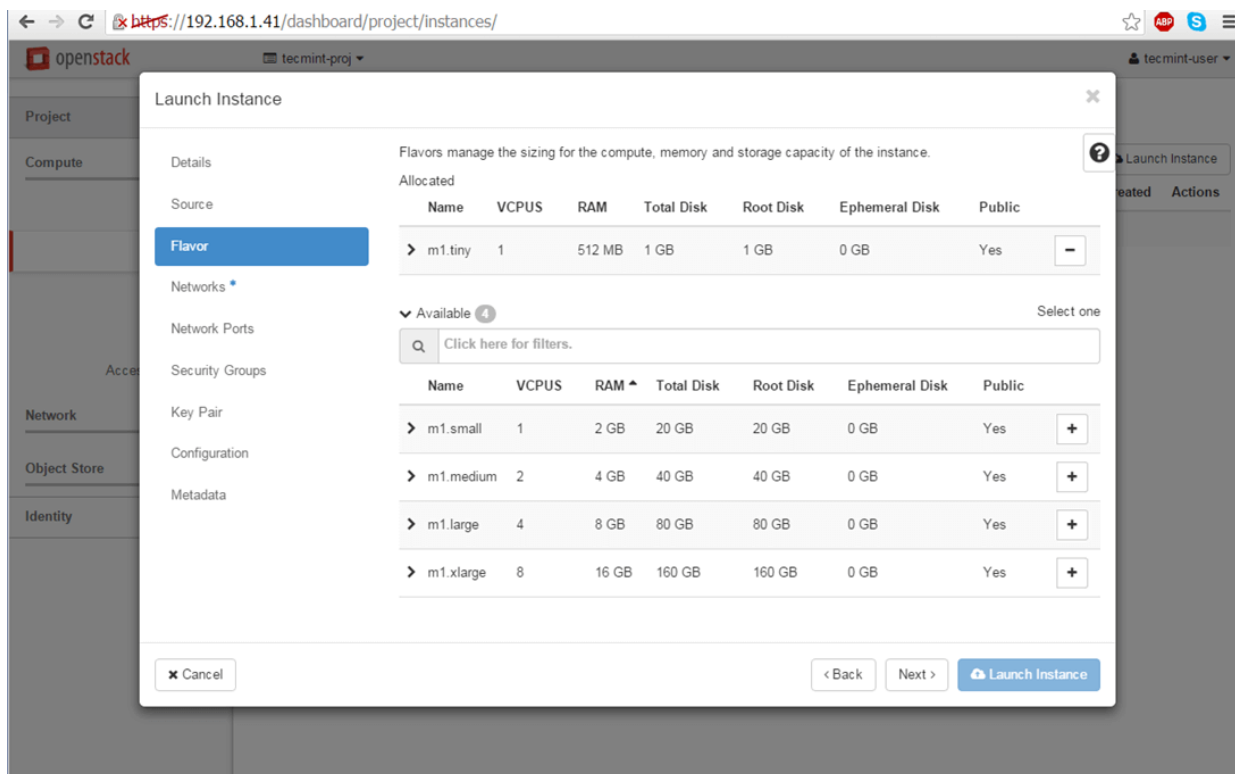 https://192.168.1.41/dashboard/project/instances/
ABP
S
openstack
tecmint-proj
tecmint-user
Launch Instance
Project
Compute
Acce
Network
Object Store
Identity
Details
Source
Flavor
Networks *
Network Ports
Security Groups
Key Pair
Configuration
Metadata
Flavors manage the sizing for the compute, memory and storage capacity of the instance.
?
Launch Instance
eated Actions
Allocated
Name VCPUS RAM Total Disk Root Disk Ephemeral Disk Public
m1.tiny 1 512 MB 1 GB 1 GB 0 GB Yes
Available 4 Select one
Click here for filters.
Name VCPUS RAM Total Disk Root Disk Ephemeral Disk Public
m1.small 1 2 GB 20 GB 20 GB 0 GB Yes
m1.medium 2 4 GB 40 GB 40 GB 0 GB Yes
m1.large 4 8 GB 80 GB 80 GB 0 GB Yes
m1.xlarge 8 16 GB 160 GB 160 GB 0 GB Yes
× Cancel
< Back
Next >
Launch Instance